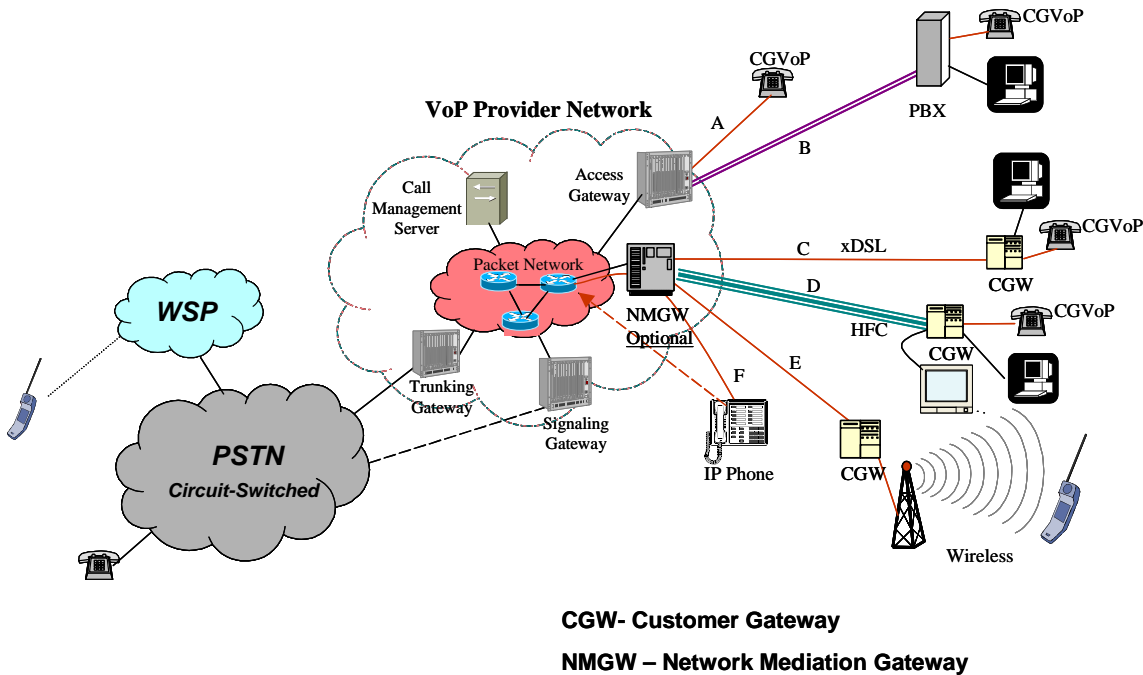 CGVoP
CGVoP
PBX
VoP Provider Network
A
B
Access
Gateway
Call
Management
Server
CGVoP
Packet Network
C
xDSL
CGW
WSP
D
NMGW
Optional
HFC
CGW
CGVoP
E
Trunking
Gateway
F
Signaling
Gateway
PSTN
Circuit-Switched
IP Phone
CGW
Wireless
CGW- Customer Gateway
NMGW – Network Mediation Gateway